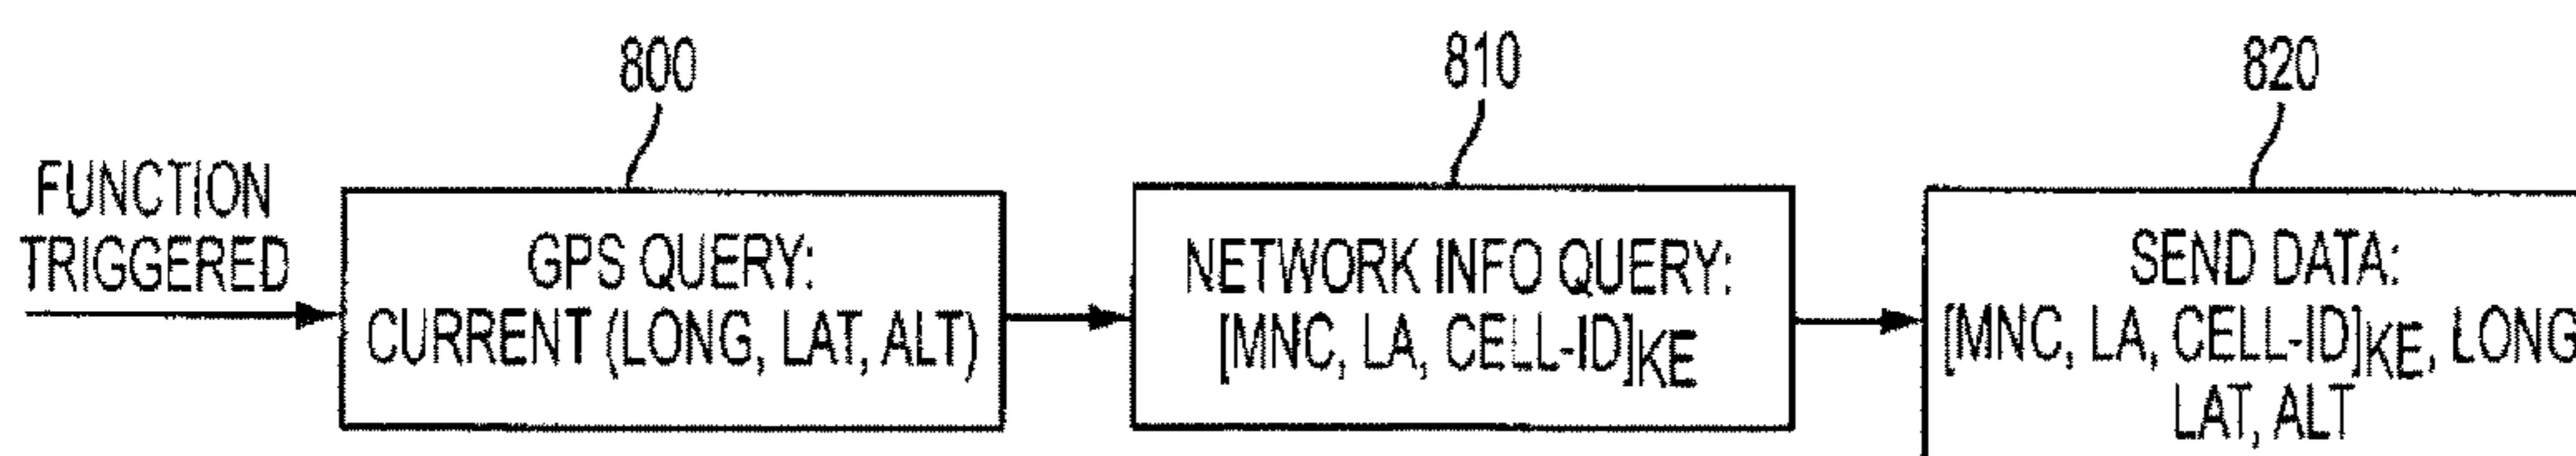 800
810
820
FUNCTION
TRIGGERED
GPS QUERY:
CURRENT (LONG, LAT, ALT)
NETWORK INFO QUERY:
[MNC, LA, CELL-ID]KE
SEND DATA:
[MNC, LA, CELL-ID]KE, LONG
LAT, ALT